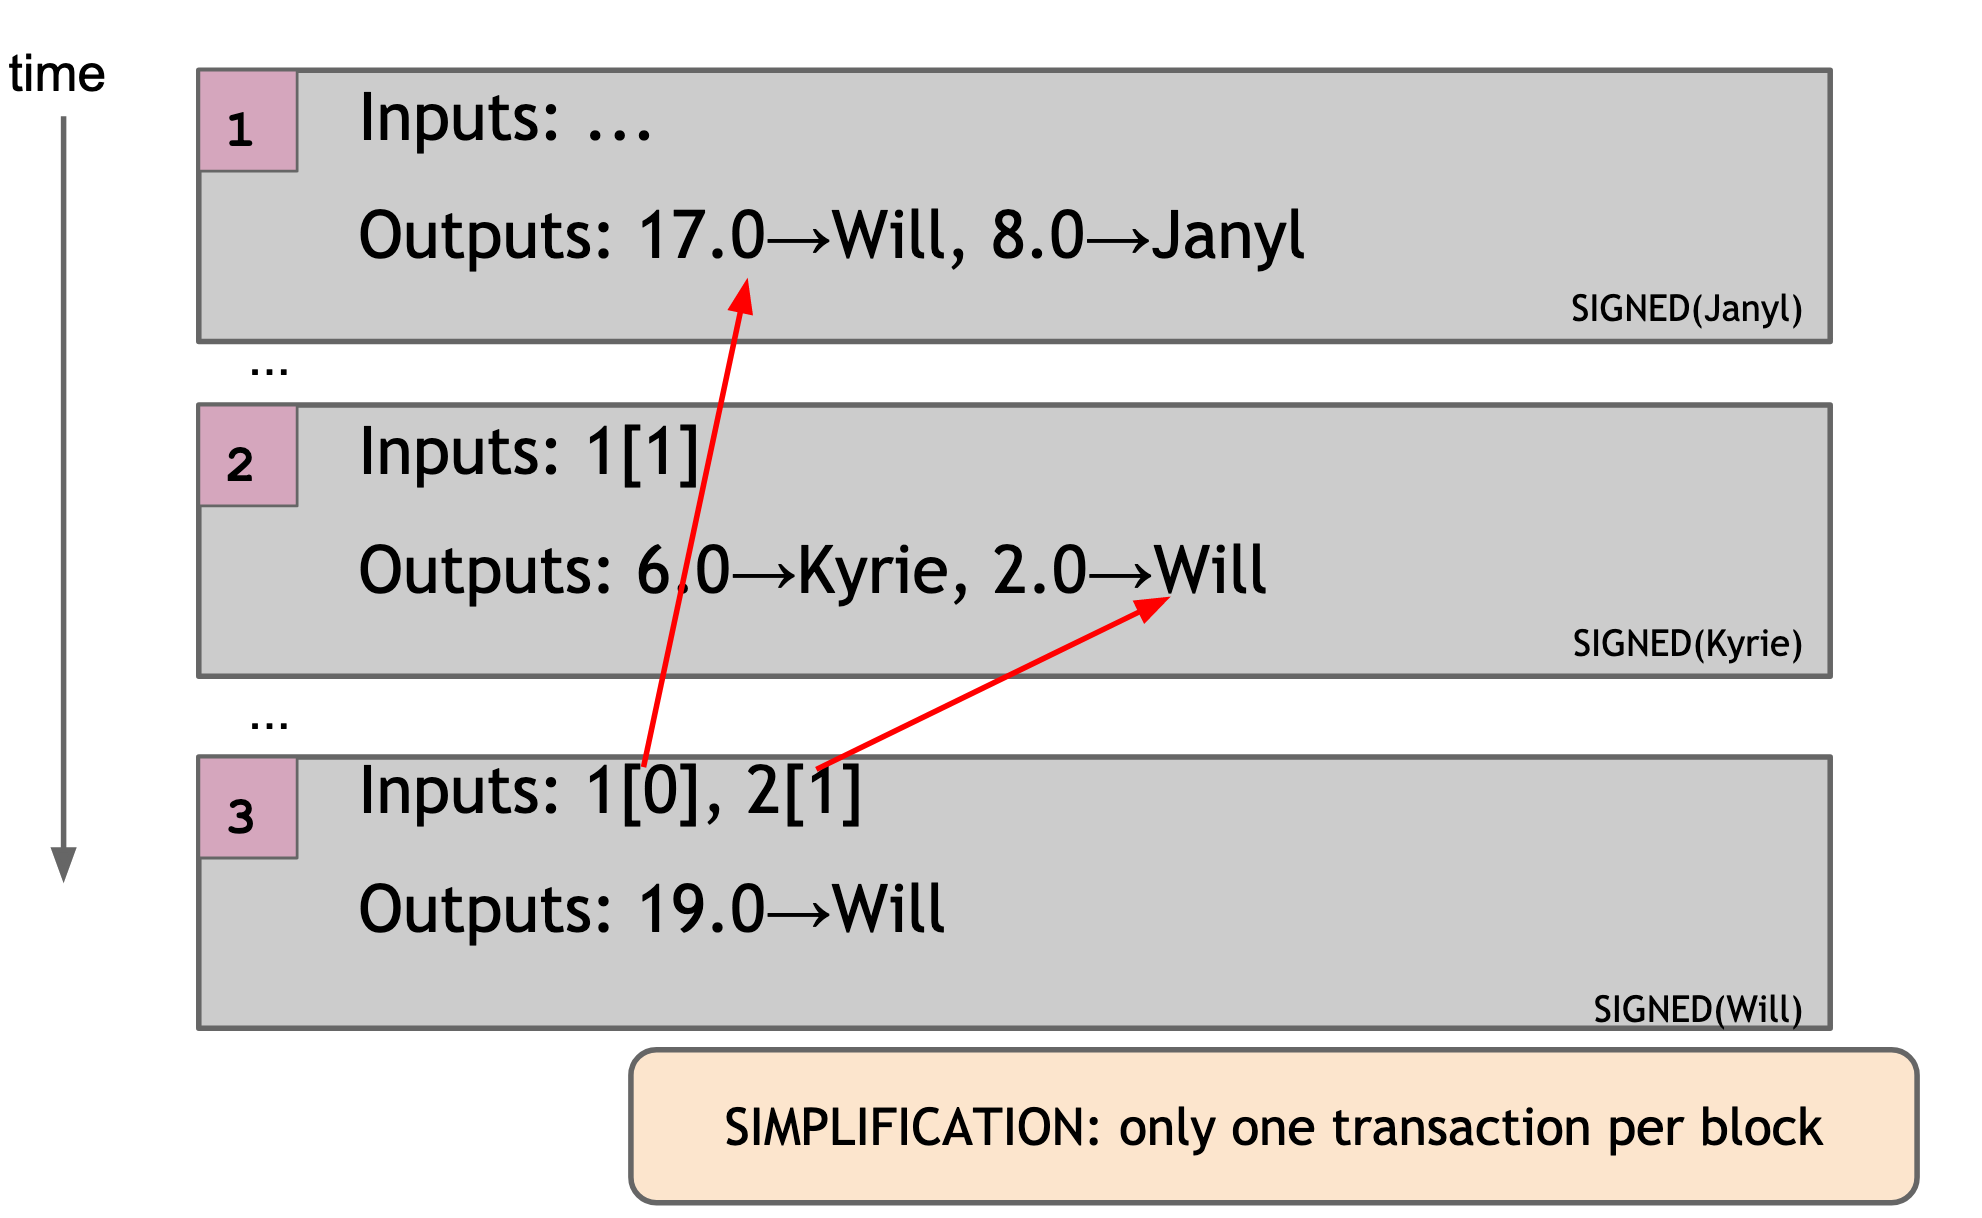 time
1
Inputs: ...
Outputs: 17.0→Will, 8.0→Janyl
SIGNED(Janyl)
...
2
Inputs: 1[1]
Outputs: 6.0→Kyrie, 2.0→Will
SIGNED(Kyrie)
...
3
Inputs: 1[0], 2[1]
Outputs: 19.0→Will
SIGNED(Will)
SIMPLIFICATION: only one transaction per block